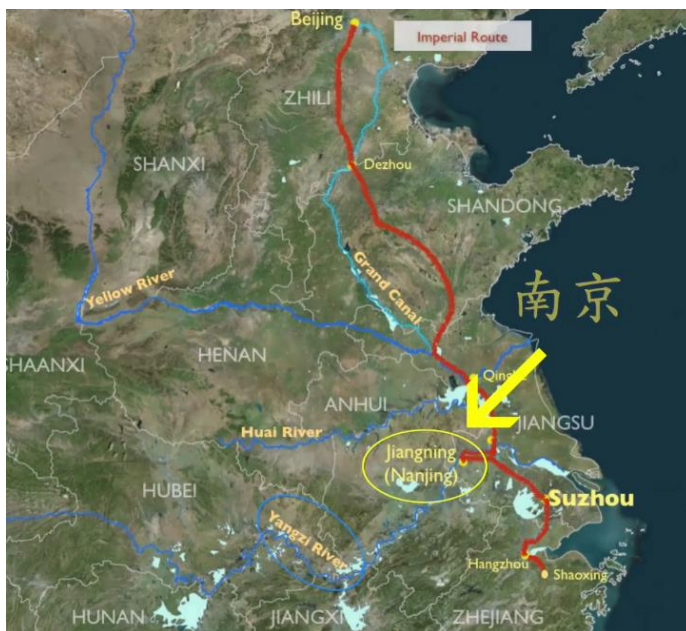 Beijing
Imperial Route
ZHILI
SHANXI
Dezhou
SHANDONG
Grand Canal
Yellow River
南京
HENAN
SHAANXI
ANHUI
JIANGSU
Huai River
Jiangning
(Nanjing)
HUBEI
Suzhou
Yangzi River
Hangzhou
Shaoxing
HUNAN
JIANGXI
ZHEJIANG